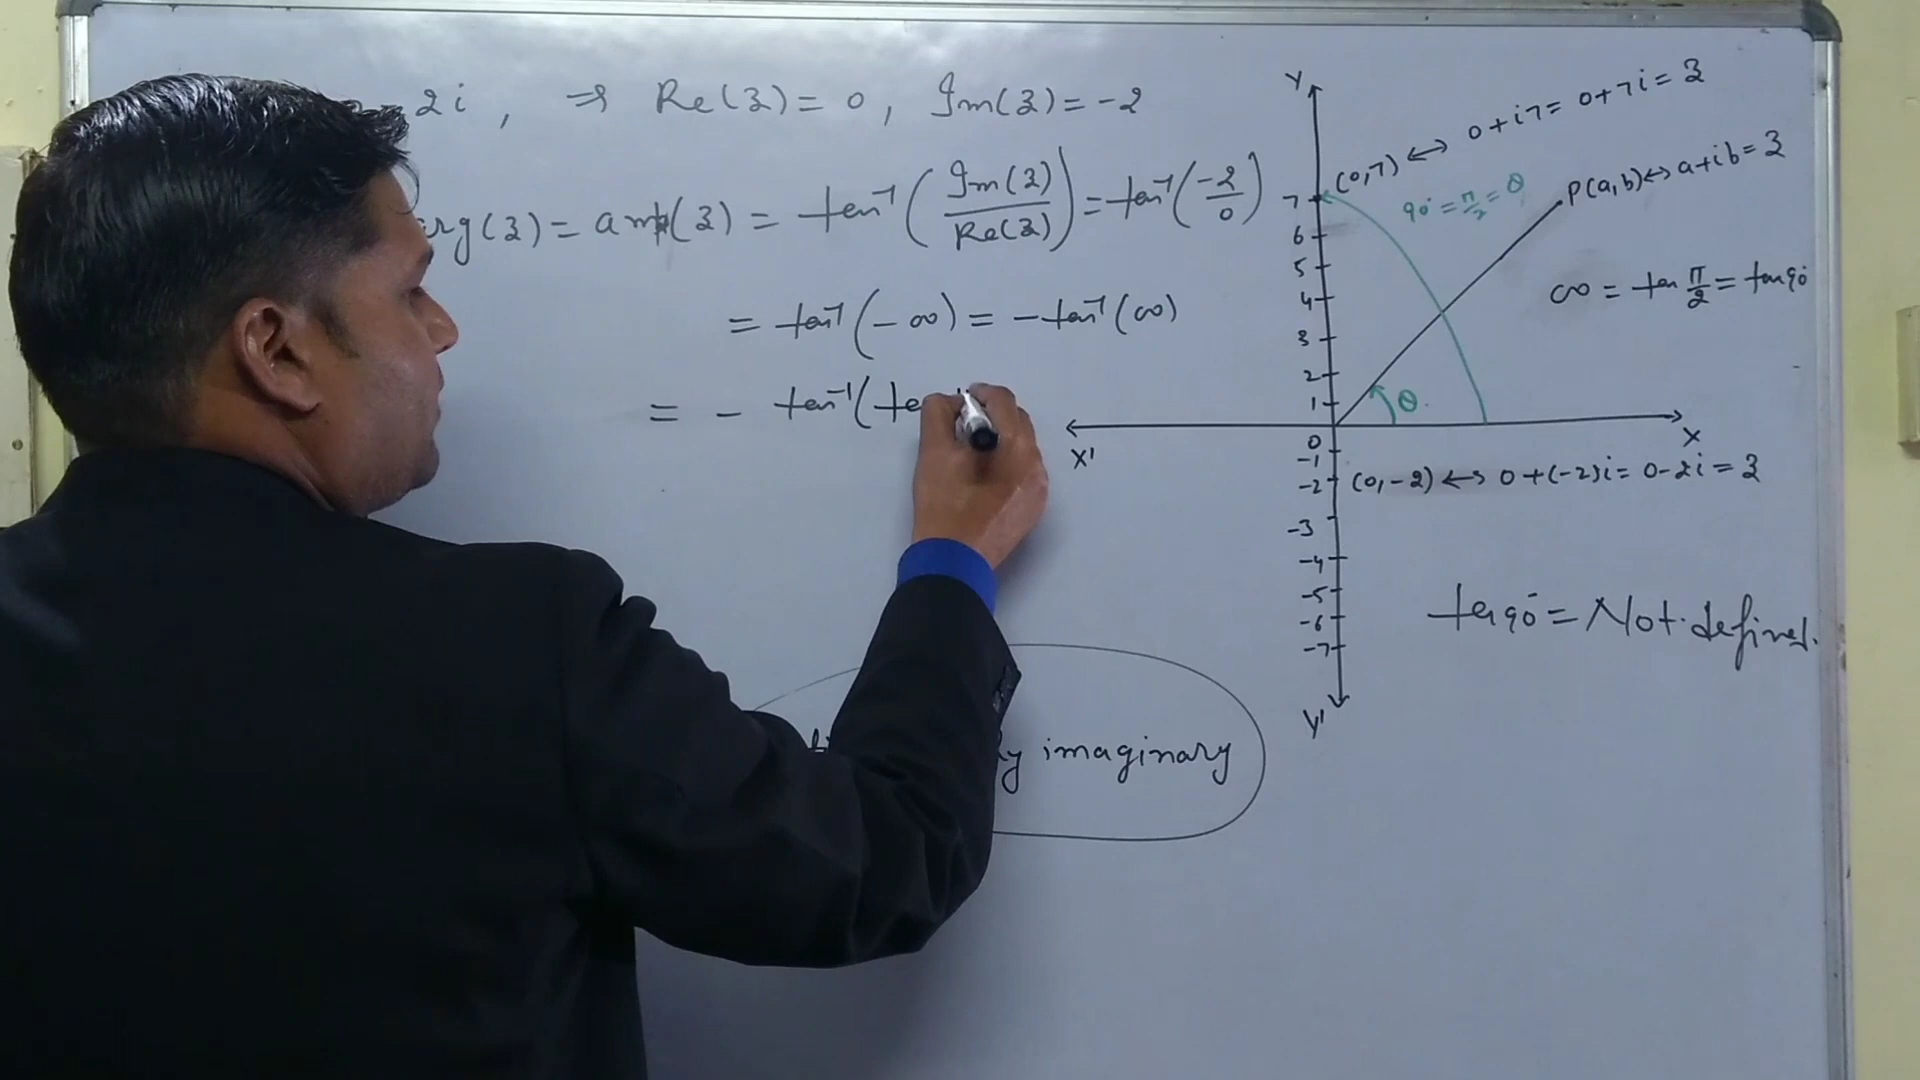 - 2i , ⇒ Re(z) = 0 , Im(z) = -2
arg(z) = amp(z) = tan⁻¹(Im(z)/Re(z)) = tan⁻¹(-2/0)
= tan⁻¹(-∞) = -tan⁻¹(∞)
= - tan⁻¹(ta
imaginary
Y
(0,7) ↔ 0+i7 = 0+7i = z
P(a,b) ↔ a+ib = z
90° = π/2 = θ
∞ = tan π/2 = tan 90°
7
6
5
4
3
2
1
θ
X'
0
X
-1
-2 (0,-2) ↔ 0+(-2)i = 0-2i = z
-3
-4
-5
-6
-7
Y'
tan 90° = Not defined.